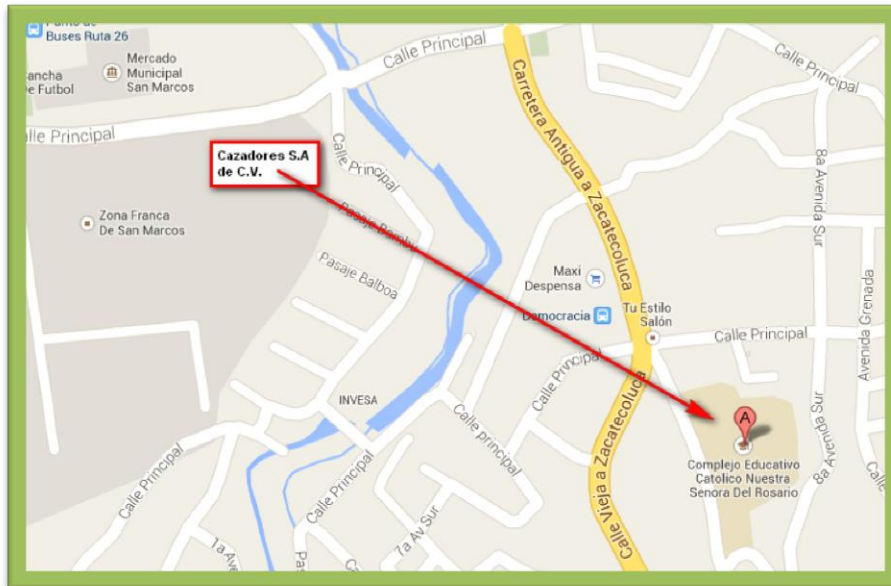 Punto de
Buses Ruta 26
Mercado
Municipal
San Marcos
Cancha
De Futbol
Calle Principal
Calle Principal
Calle Principal
Calle Principal
Carretera Antigua a Zacatecoluca
8a Avenida Sur
Cazadores S.A
de C.V.
Calle Principal
Zona Franca
De San Marcos
Pasaje Bambu
Pasaje Balboa
Maxi
Despensa
Democracia
Tu Estilo
Salón
Calle Principal
Calle Principal
Avenida Grenada
INVESA
Calle principal
Calle Vieja a Zacatecoluca
A
Complejo Educativo
Catolico Nuestra
Senora Del Rosario
8a Avenida Sur
Calle Principal
Calle Principal
7a Av Sur
1a Av
Calle